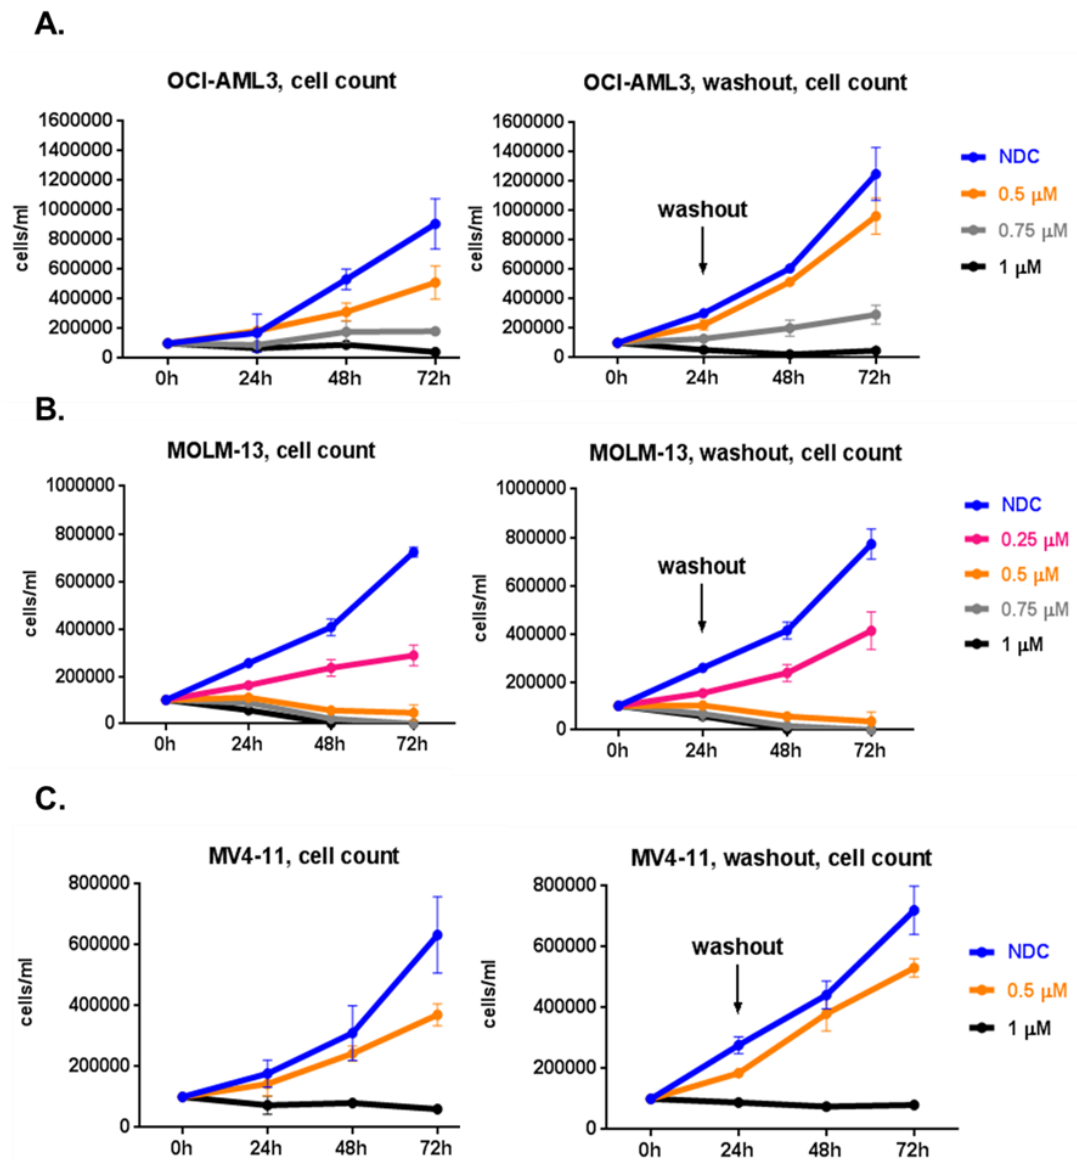 A.
OCI-AML3, cell count
1600000
1400000
1200000
1000000
800000
600000
400000
200000
0
cells/ml
0h 24h 48h 72h
OCI-AML3, washout, cell count
1600000
1400000
1200000
1000000
800000
600000
400000
200000
0
cells/ml
washout
0h 24h 48h 72h
NDC
0.5 μM
0.75 μM
1 μM
B.
MOLM-13, cell count
1000000
800000
600000
400000
200000
0
cells/ml
0h 24h 48h 72h
MOLM-13, washout, cell count
1000000
800000
600000
400000
200000
0
cells/ml
washout
0h 24h 48h 72h
NDC
0.25 μM
0.5 μM
0.75 μM
1 μM
C.
MV4-11, cell count
800000
600000
400000
200000
0
cells/ml
0h 24h 48h 72h
MV4-11, washout, cell count
800000
600000
400000
200000
0
cells/ml
washout
0h 24h 48h 72h
NDC
0.5 μM
1 μM